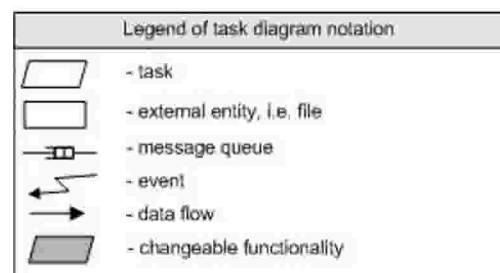 Legend of task diagram notation
- task
- external entity, i.e. file
- message queue
- event
- data flow
- changeable functionality